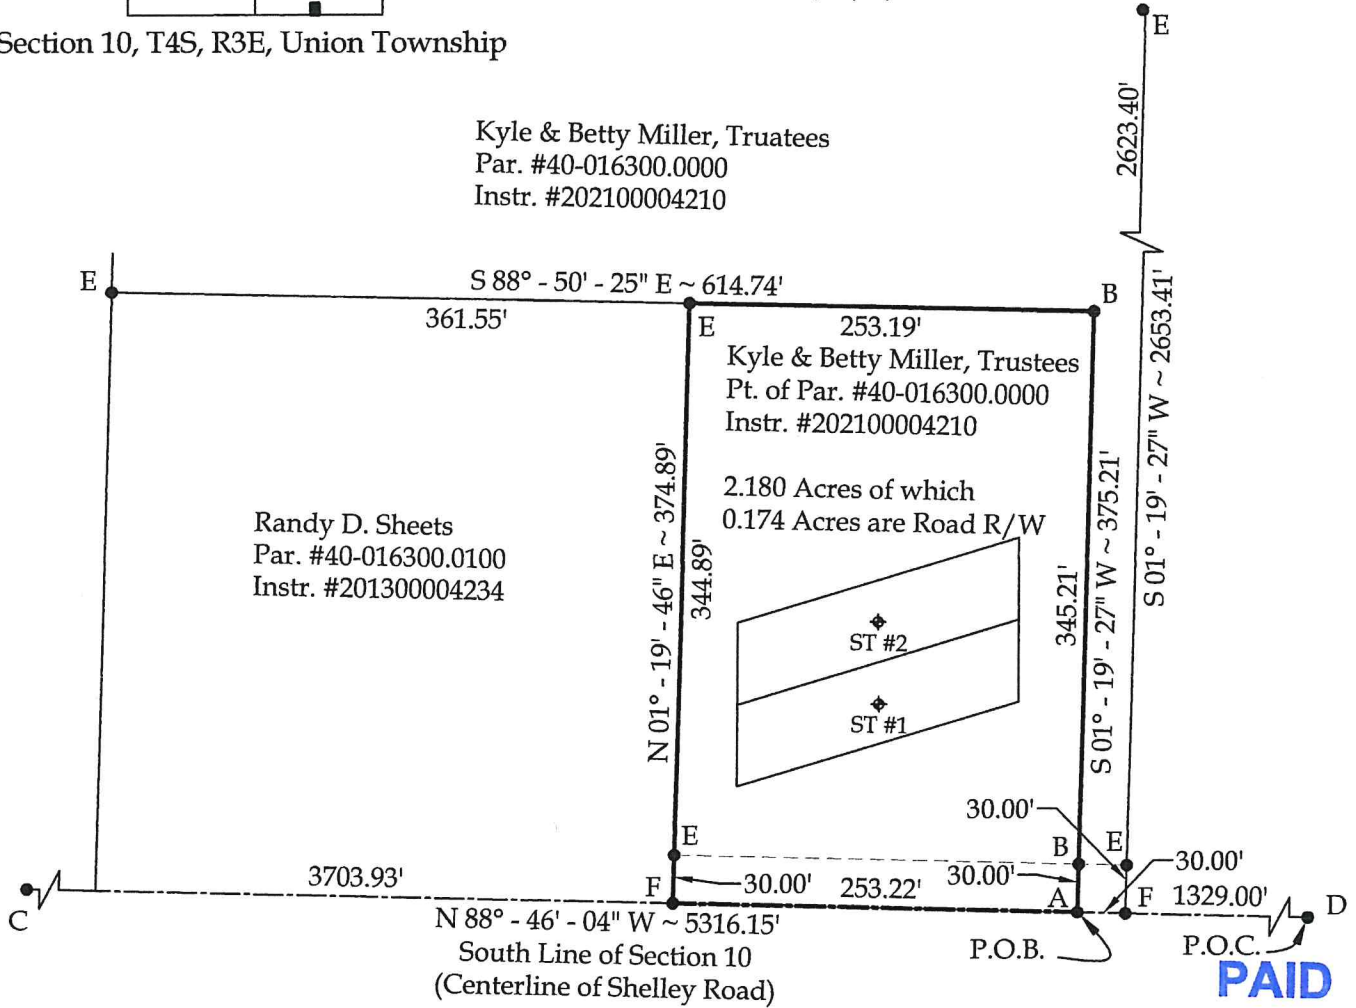 Section 10, T4S, R3E, Union Township
E
2623.40'
Kyle & Betty Miller, Truatees
Par. #40-016300.0000
Instr. #202100004210
E
S 88° - 50' - 25" E ~ 614.74'
B
361.55'
E
253.19'
Kyle & Betty Miller, Trustees
Pt. of Par. #40-016300.0000
Instr. #202100004210
S 01° - 19' - 27" W ~ 2653.41'
2.180 Acres of which
0.174 Acres are Road R/W
Randy D. Sheets
Par. #40-016300.0100
Instr. #201300004234
N 01° - 19' - 46" E ~ 374.89'
344.89'
345.21'
S 01° - 19' - 27" W ~ 375.21'
ST #2
ST #1
30.00'
E
B
E
30.00'
3703.93'
F
30.00'
253.22'
30.00'
A
F
1329.00'
D
C
N 88° - 46' - 04" W ~ 5316.15'
South Line of Section 10
(Centerline of Shelley Road)
P.O.B.
P.O.C.
PAID